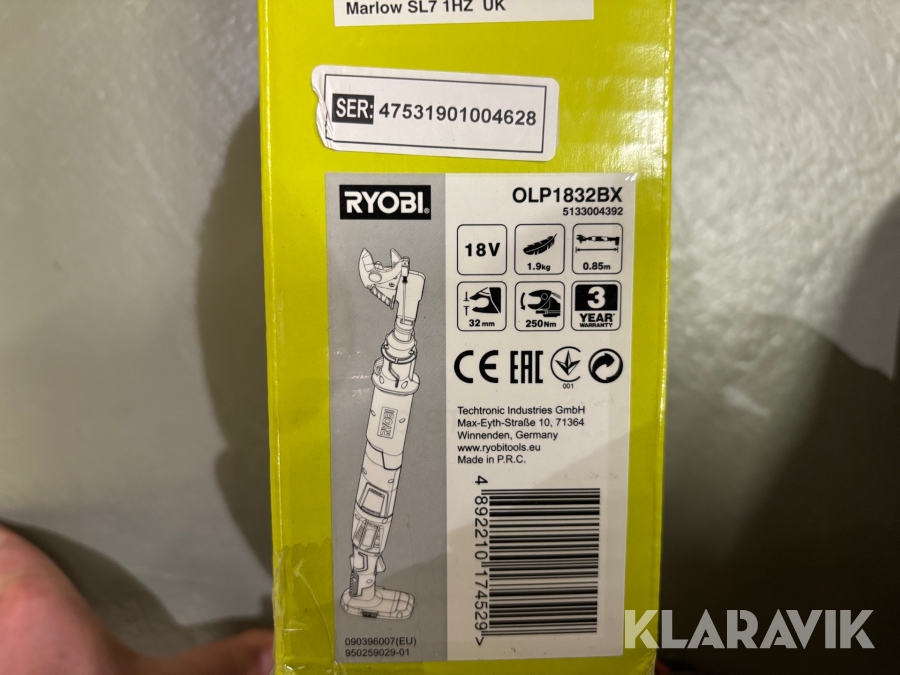 Marlow SL7 1HZ UK
SER: 47531901004628
RYOBI
OLP1832BX
5133004392
18V
1.9kg
0.85m
32mm
250Nm
3
YEAR
WARRANTY
CE EAC
001
Techtronic Industries GmbH
Max-Eyth-Straße 10, 71364
Winnenden, Germany
www.ryobitools.eu
Made in P.R.C.
4 892210 174529>
RYOBI
090396007(EU)
950259029-01
KLARAVIK